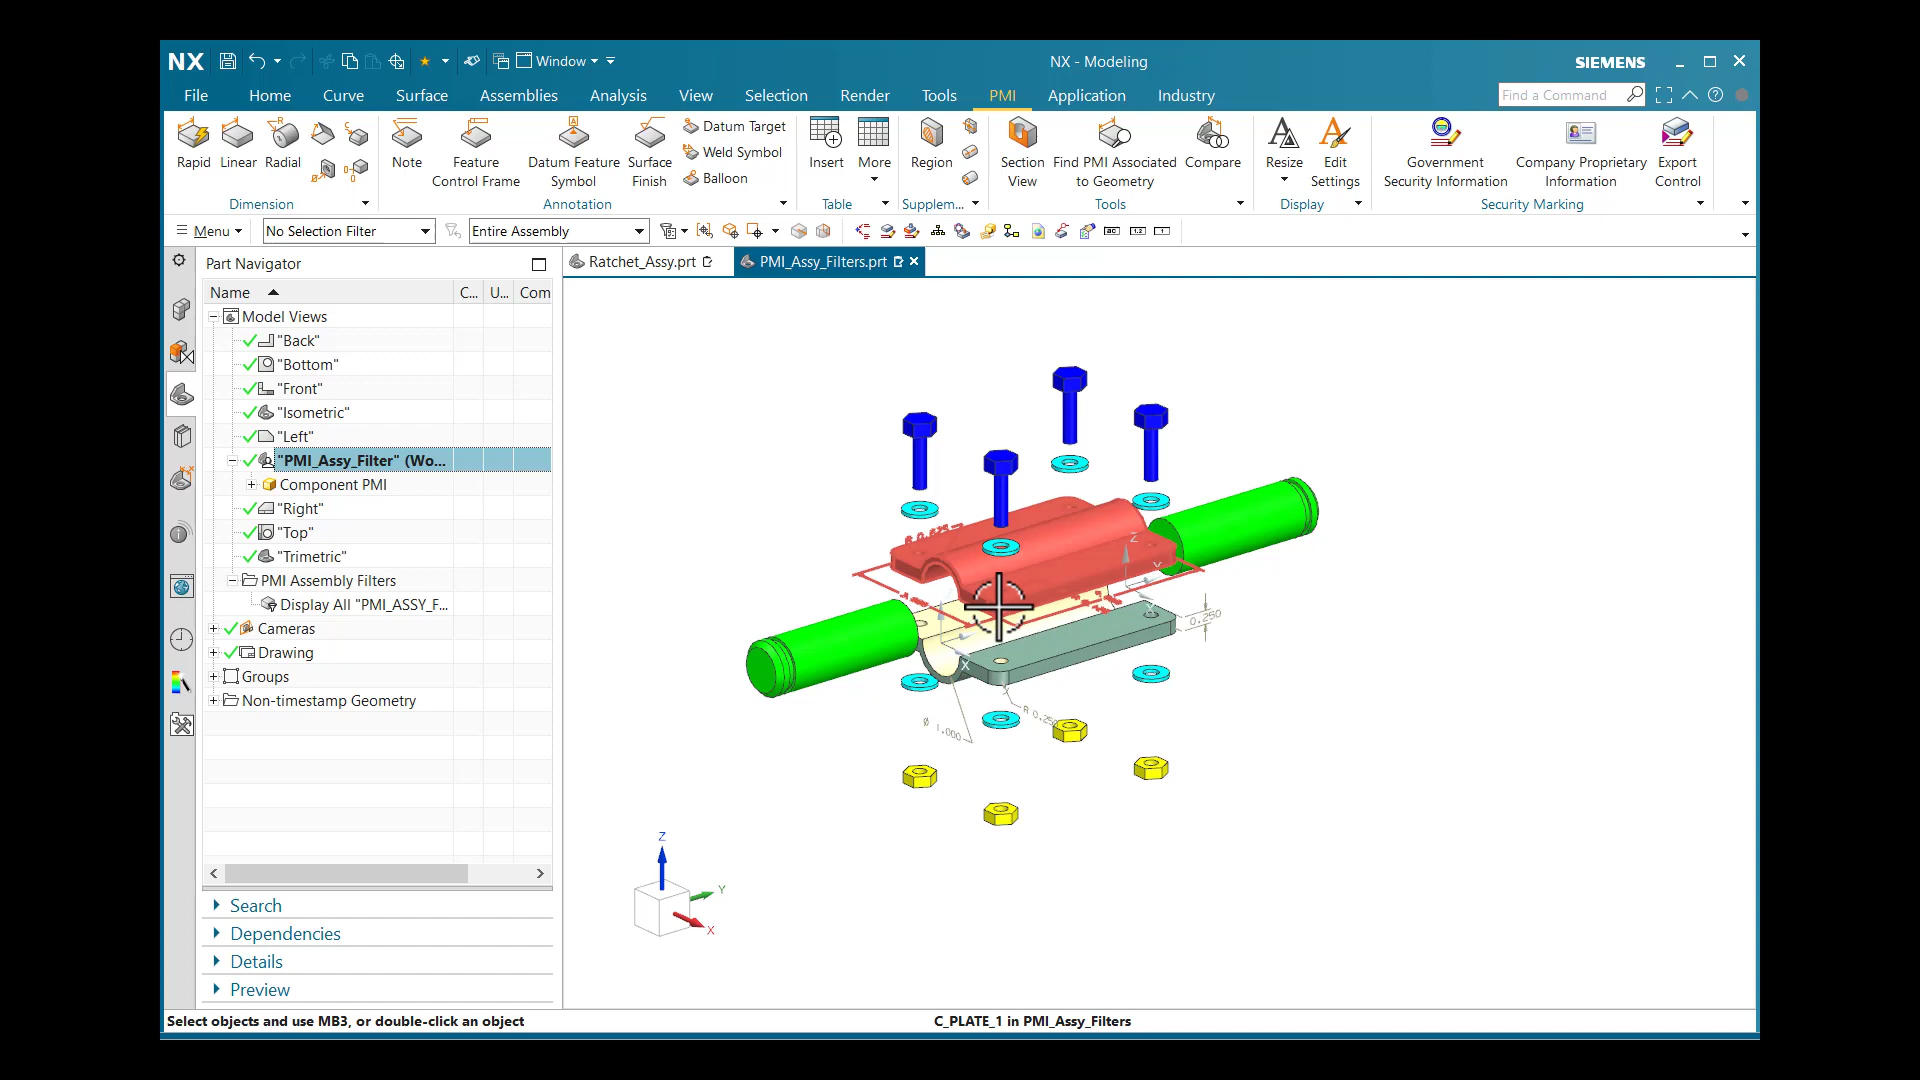 NX Window NX - Modeling SIEMENS
File Home Curve Surface Assemblies Analysis View Selection Render Tools PMI Application Industry Find a Command
Rapid Linear Radial Note Feature Control Frame Datum Feature Symbol Surface Finish Datum Target Weld Symbol Balloon Insert More Region Section View Find PMI Associated to Geometry Compare Resize Edit Settings Government Security Information Company Proprietary Information Export Control
Dimension Annotation Table Supplem... Tools Display Security Marking
Menu No Selection Filter Entire Assembly
Part Navigator
Ratchet_Assy.prt PMI_Assy_Filters.prt
Name C... U... Com
Model Views
"Back"
"Bottom"
"Front"
"Isometric"
"Left"
"PMI_Assy_Filter" (Wo...
Component PMI
"Right"
"Top"
"Trimetric"
PMI Assembly Filters
Display All "PMI_ASSY_F...
Cameras
Drawing
Groups
Non-timestamp Geometry
Search
Dependencies
Details
Preview
Z
Y
X
0.250
R 0.250
Ø 1.000
Z
Y
X
Select objects and use MB3, or double-click an object C_PLATE_1 in PMI_Assy_Filters